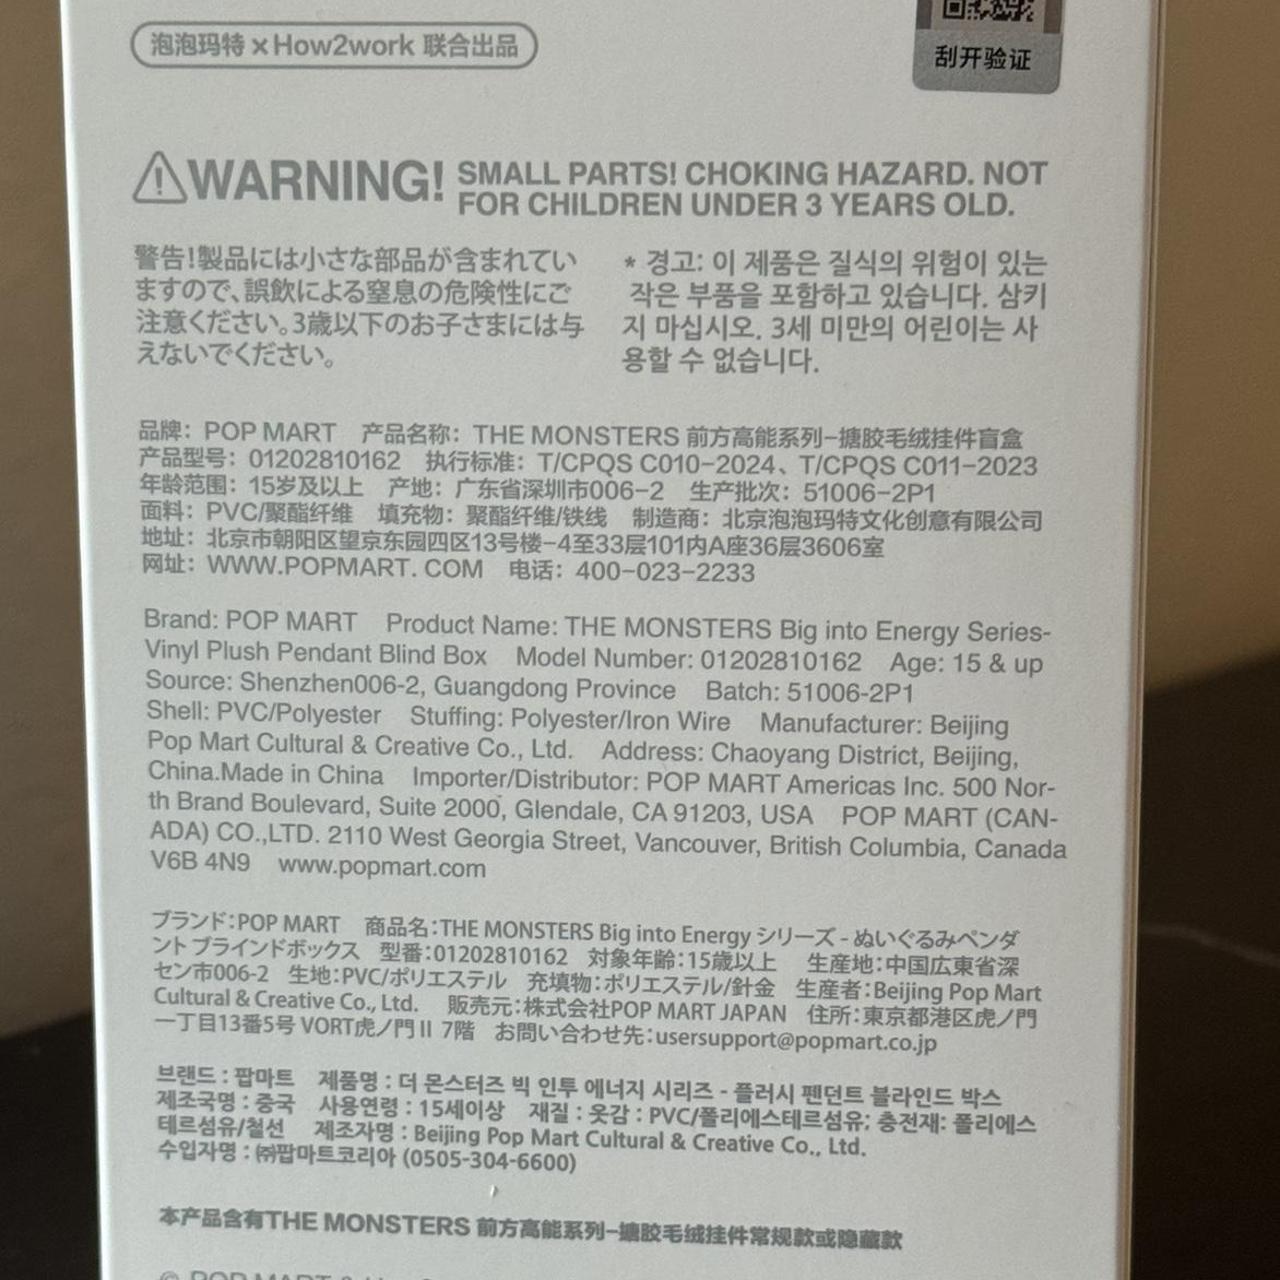 泡泡玛特 × How2work 联合出品
刮开验证
WARNING! SMALL PARTS! CHOKING HAZARD. NOT
FOR CHILDREN UNDER 3 YEARS OLD.
警告!製品には小さな部品が含まれてい
ますので、誤飲による窒息の危険性にご
注意ください。3歳以下のお子さまには与
えないでください。
* 경고: 이 제품은 질식의 위험이 있는
작은 부품을 포함하고 있습니다. 삼키
지 마십시오. 3세 미만의 어린이는 사
용할 수 없습니다.
品牌: POP MART 产品名称: THE MONSTERS 前方高能系列-搪胶毛绒挂件盲盒
产品型号: 01202810162 执行标准: T/CPQS C010-2024、T/CPQS C011-2023
年龄范围: 15岁及以上 产地: 广东省深圳市006-2 生产批次: 51006-2P1
面料: PVC/聚酯纤维 填充物: 聚酯纤维/铁线 制造商: 北京泡泡玛特文化创意有限公司
地址: 北京市朝阳区望京东园四区13号楼-4至33层101内A座36层3606室
网址: WWW.POPMART. COM 电话: 400-023-2233
Brand: POP MART Product Name: THE MONSTERS Big into Energy Series-
Vinyl Plush Pendant Blind Box Model Number: 01202810162 Age: 15 & up
Source: Shenzhen006-2, Guangdong Province Batch: 51006-2P1
Shell: PVC/Polyester Stuffing: Polyester/Iron Wire Manufacturer: Beijing
Pop Mart Cultural & Creative Co., Ltd. Address: Chaoyang District, Beijing,
China.Made in China Importer/Distributor: POP MART Americas Inc. 500 Nor-
th Brand Boulevard, Suite 2000, Glendale, CA 91203, USA POP MART (CAN-
ADA) CO.,LTD. 2110 West Georgia Street, Vancouver, British Columbia, Canada
V6B 4N9 www.popmart.com
ブランド:POP MART 商品名:THE MONSTERS Big into Energy シリーズ - ぬいぐるみペンダ
ント ブラインドボックス 型番:01202810162 対象年齢:15歳以上 生産地:中国広東省深
セン市006-2 生地:PVC/ポリエステル 充填物:ポリエステル/針金 生産者:Beijing Pop Mart
Cultural & Creative Co., Ltd. 販売元:株式会社POP MART JAPAN 住所:東京都港区虎ノ門
一丁目13番5号 VORT虎ノ門 II 7階 お問い合わせ先:usersupport@popmart.co.jp
브랜드 : 팝마트 제품명 : 더 몬스터즈 빅 인투 에너지 시리즈 - 플러시 펜던트 블라인드 박스
제조국명 : 중국 사용연령 : 15세이상 재질 : 옷감 : PVC/폴리에스테르섬유; 충전재: 폴리에스
테르섬유/철선 제조자명 : Beijing Pop Mart Cultural & Creative Co., Ltd.
수입자명 : ㈜팝마트코리아 (0505-304-6600)
本产品含有THE MONSTERS 前方高能系列-搪胶毛绒挂件常规款或隐藏款
© POP MART &